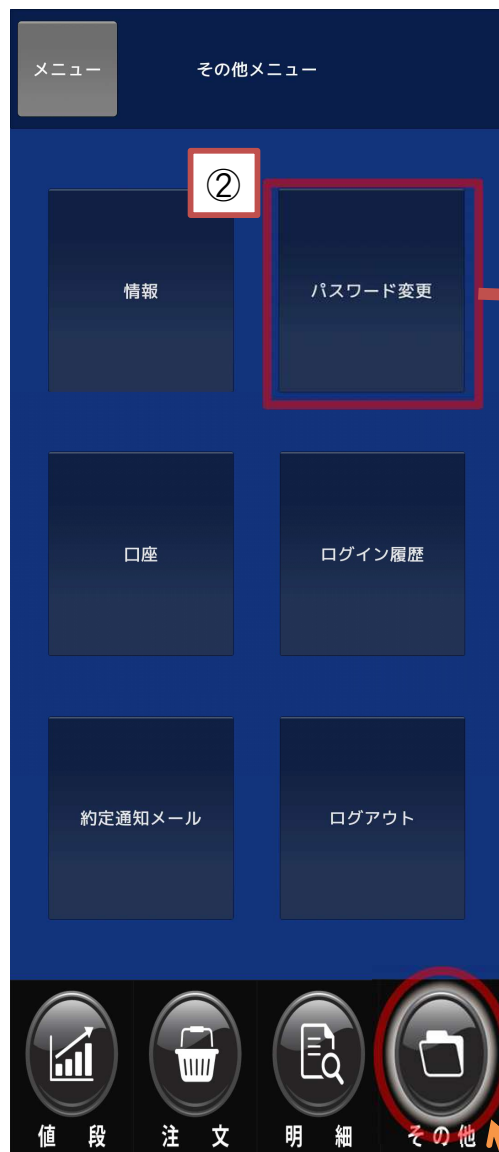 メニュー
その他メニュー
②
情報
パスワード変更
口座
ログイン履歴
約定通知メール
ログアウト
値段
注文
明細
その他